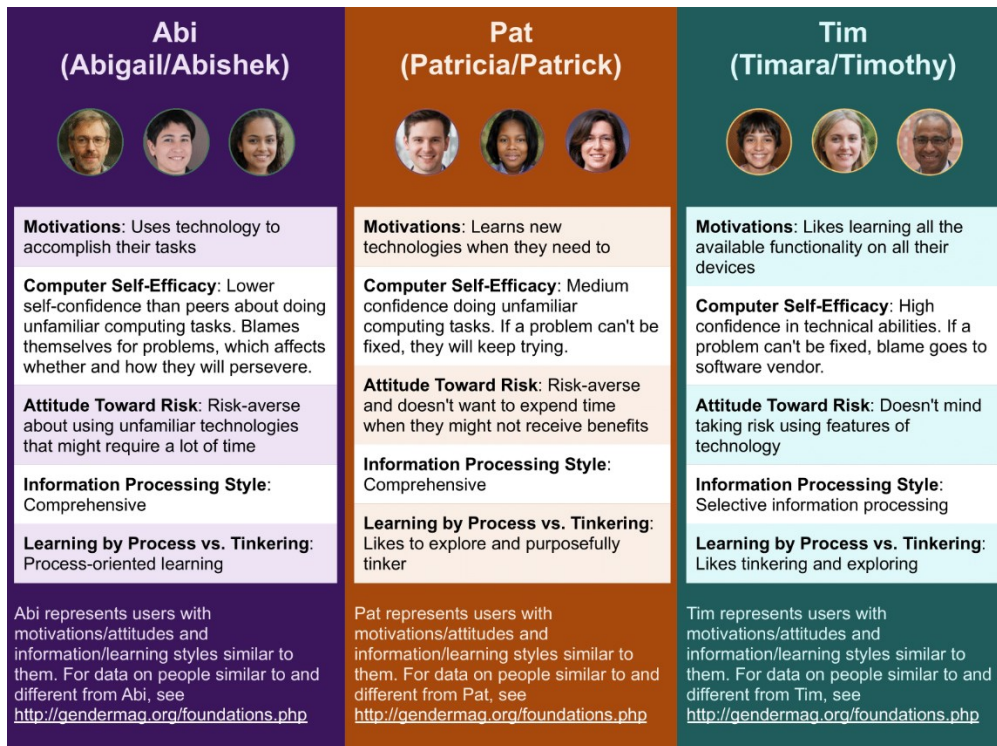 Abi
(Abigail/Abishek)
Motivations: Uses technology to
accomplish their tasks
Computer Self-Efficacy: Lower
self-confidence than peers about doing
unfamiliar computing tasks. Blames
themselves for problems, which affects
whether and how they will persevere.
Attitude Toward Risk: Risk-averse
about using unfamiliar technologies
that might require a lot of time
Information Processing Style:
Comprehensive
Learning by Process vs. Tinkering:
Process-oriented learning
Abi represents users with
motivations/attitudes and
information/learning styles similar to
them. For data on people similar to and
different from Abi, see
http://gendermag.org/foundations.php
Pat
(Patricia/Patrick)
Motivations: Learns new
technologies when they need to
Computer Self-Efficacy: Medium
confidence doing unfamiliar
computing tasks. If a problem can't be
fixed, they will keep trying.
Attitude Toward Risk: Risk-averse
and doesn't want to expend time
when they might not receive benefits
Information Processing Style:
Comprehensive
Learning by Process vs. Tinkering:
Likes to explore and purposefully
tinker
Pat represents users with
motivations/attitudes and
information/learning styles similar to
them. For data on people similar to and
different from Pat, see
http://gendermag.org/foundations.php
Tim
(Timara/Timothy)
Motivations: Likes learning all the
available functionality on all their
devices
Computer Self-Efficacy: High
confidence in technical abilities. If a
problem can't be fixed, blame goes to
software vendor.
Attitude Toward Risk: Doesn't mind
taking risk using features of
technology
Information Processing Style:
Selective information processing
Learning by Process vs. Tinkering:
Likes tinkering and exploring
Tim represents users with
motivations/attitudes and
information/learning styles similar to
them. For data on people similar to and
different from Tim, see
http://gendermag.org/foundations.php